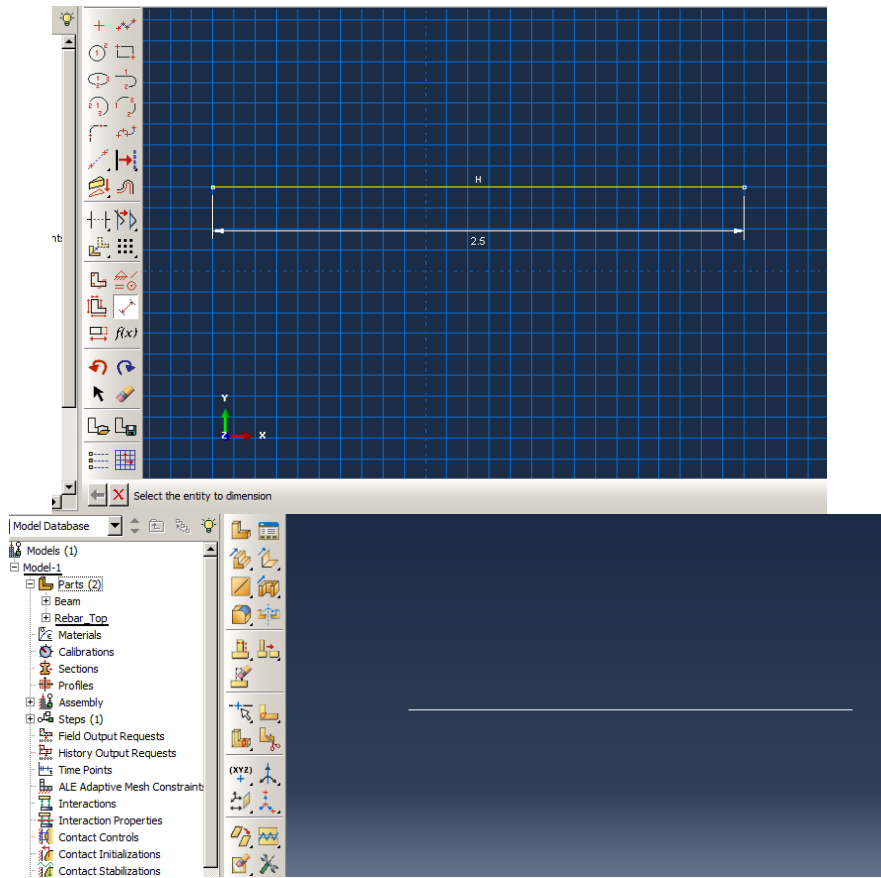 H
2.5
nt:
f(x)
Y
Z
X
Select the entity to dimension
Model Database
Models (1)
Model-1
Parts (2)
Beam
Rebar_Top
Materials
Calibrations
Sections
Profiles
Assembly
Steps (1)
Field Output Requests
History Output Requests
Time Points
ALE Adaptive Mesh Constraints
Interactions
Interaction Properties
Contact Controls
Contact Initializations
Contact Stabilizations
(XYZ)